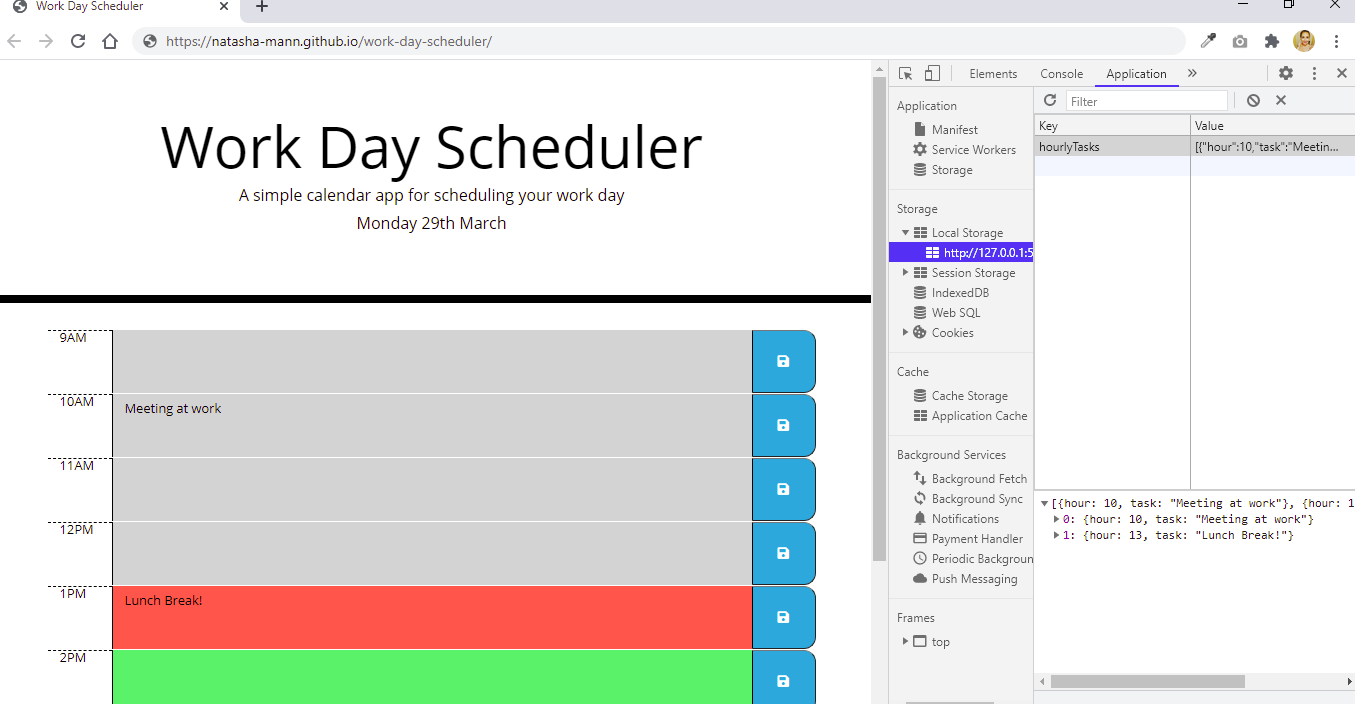 Work Day Scheduler
https://natasha-mann.github.io/work-day-scheduler/
Work Day Scheduler
A simple calendar app for scheduling your work day
Monday 29th March
9AM
10AM
Meeting at work
11AM
12PM
1PM
Lunch Break!
2PM
Elements Console Application
Application
Manifest
Service Workers
Storage
Storage
Local Storage
http://127.0.0.1:5
Session Storage
IndexedDB
Web SQL
Cookies
Cache
Cache Storage
Application Cache
Background Services
Background Fetch
Background Sync
Notifications
Payment Handler
Periodic Backgroun
Push Messaging
Frames
top
Filter
Key Value
hourlyTasks [{"hour":10,"task":"Meetin...
[{hour: 10, task: "Meeting at work"}, {hour: 1
0: {hour: 10, task: "Meeting at work"}
1: {hour: 13, task: "Lunch Break!"}